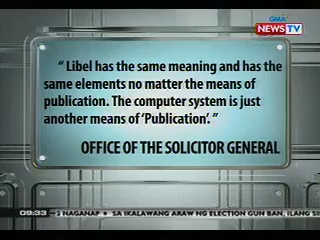 GMA
NEWS TV
“ Libel has the same meaning and has the
same elements no matter the means of
publication. The computer system is just
another means of ‘Publication’. ”
OFFICE OF THE SOLICITOR GENERAL
09:33 S NAGANAP • SA IKALAWANG ARAW NG ELECTION GUN BAN, ILANG S